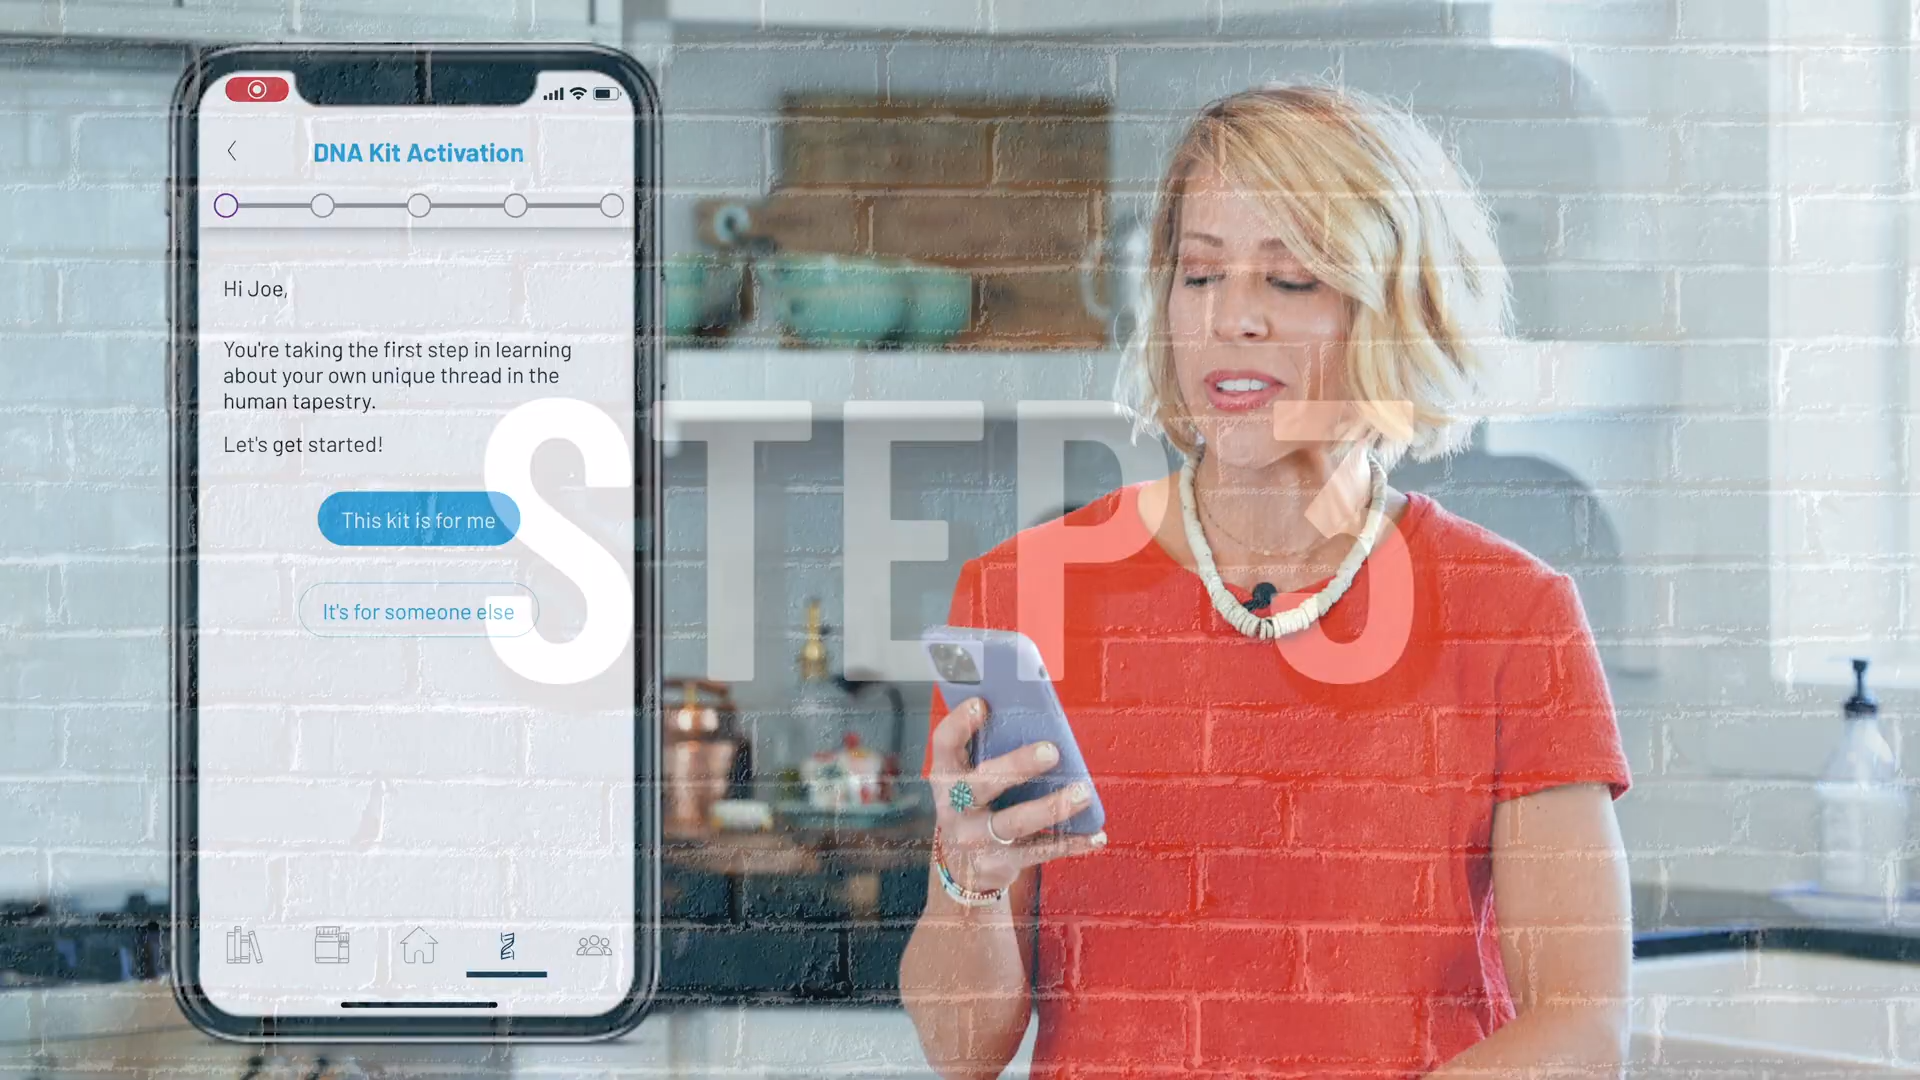 DNA Kit Activation
Hi Joe,
You're taking the first step in learning
about your own unique thread in the
human tapestry.
Let's get started!
This kit is for me
It's for someone else
STEP 3